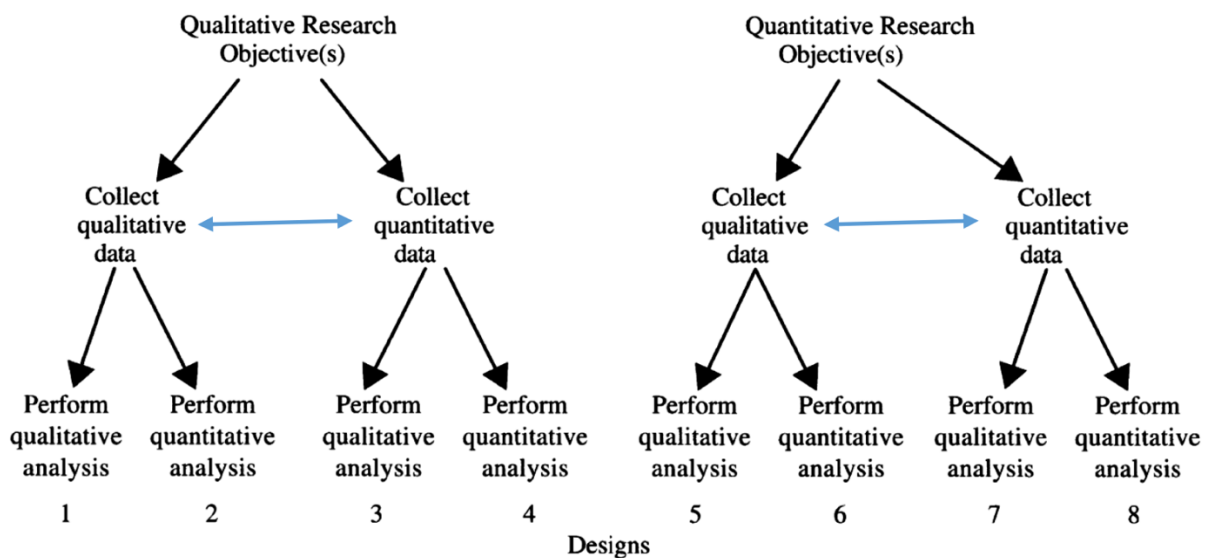 Qualitative Research
Objective(s)
Quantitative Research
Objective(s)
Collect
qualitative
data
Collect
quantitative
data
Collect
qualitative
data
Collect
quantitative
data
Perform
qualitative
analysis
Perform
quantitative
analysis
Perform
qualitative
analysis
Perform
quantitative
analysis
Perform
qualitative
analysis
Perform
quantitative
analysis
Perform
qualitative
analysis
Perform
quantitative
analysis
1 2 3 4 5 6 7 8
Designs